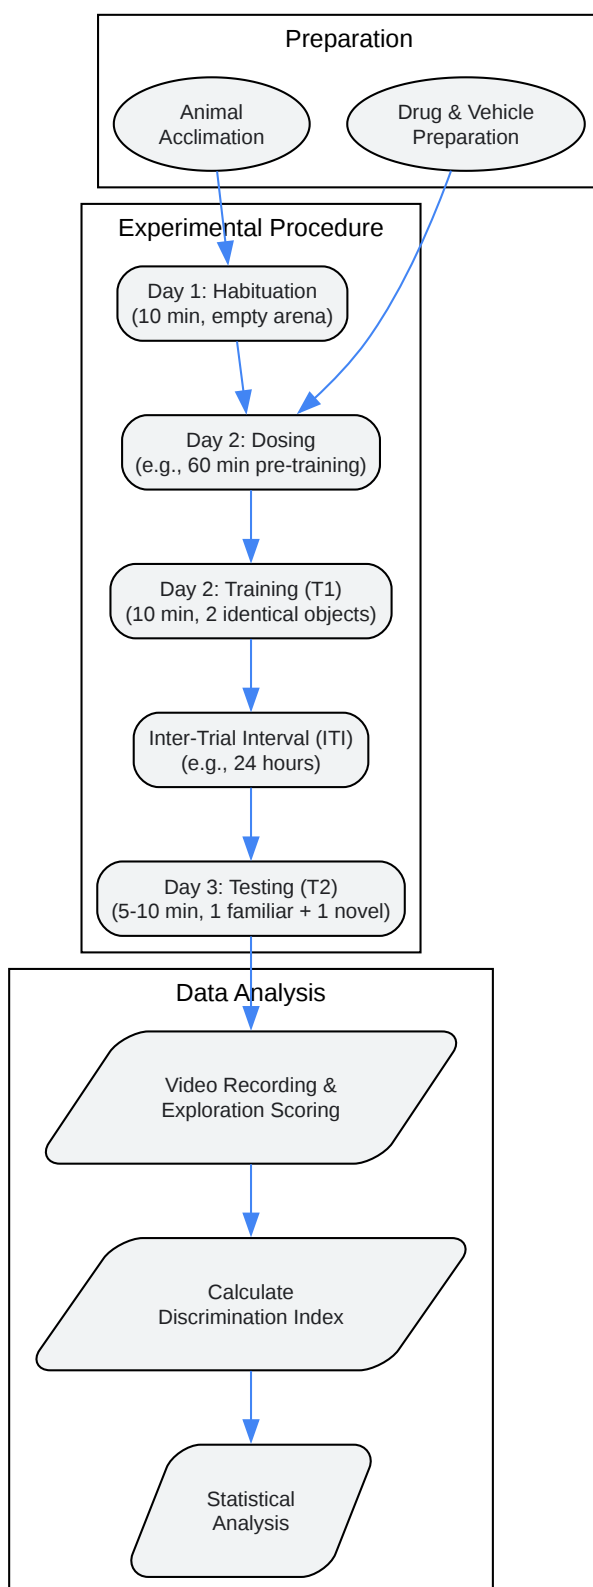 Preparation
Animal
Acclimation
Drug & Vehicle
Preparation
Experimental Procedure
Day 1: Habituation
(10 min, empty arena)
Day 2: Dosing
(e.g., 60 min pre-training)
Day 2: Training (T1)
(10 min, 2 identical objects)
Inter-Trial Interval (ITI)
(e.g., 24 hours)
Day 3: Testing (T2)
(5-10 min, 1 familiar + 1 novel)
Data Analysis
Video Recording &
Exploration Scoring
Calculate
Discrimination Index
Statistical
Analysis